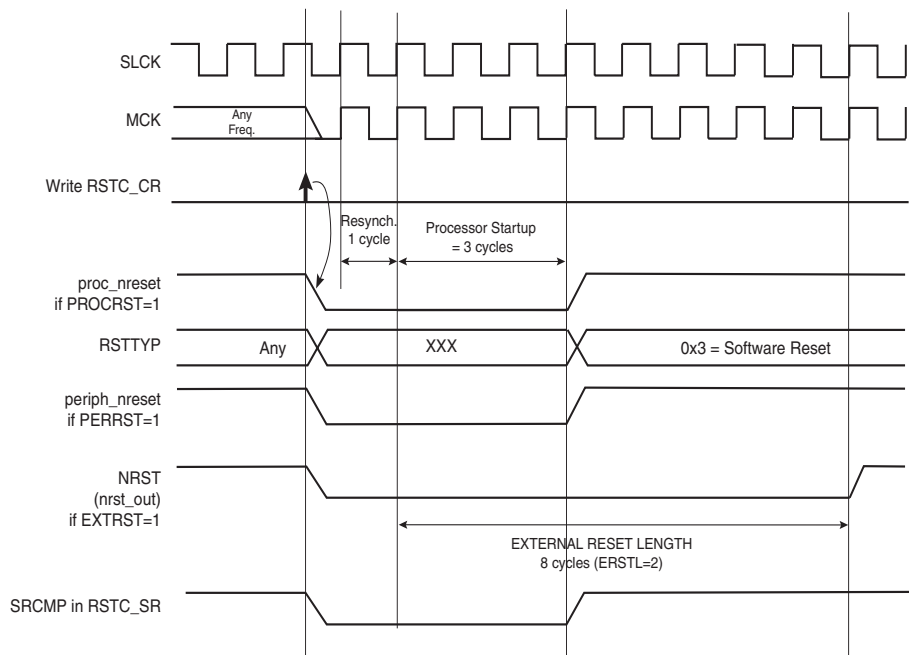 SLCK
MCK
Any
Freq.
Write RSTC_CR
Resynch.
1 cycle
Processor Startup
= 3 cycles
proc_nreset
if PROCRST=1
RSTTYP
Any
XXX
0x3 = Software Reset
periph_nreset
if PERRST=1
NRST
(nrst_out)
if EXTRST=1
EXTERNAL RESET LENGTH
8 cycles (ERSTL=2)
SRCMP in RSTC_SR